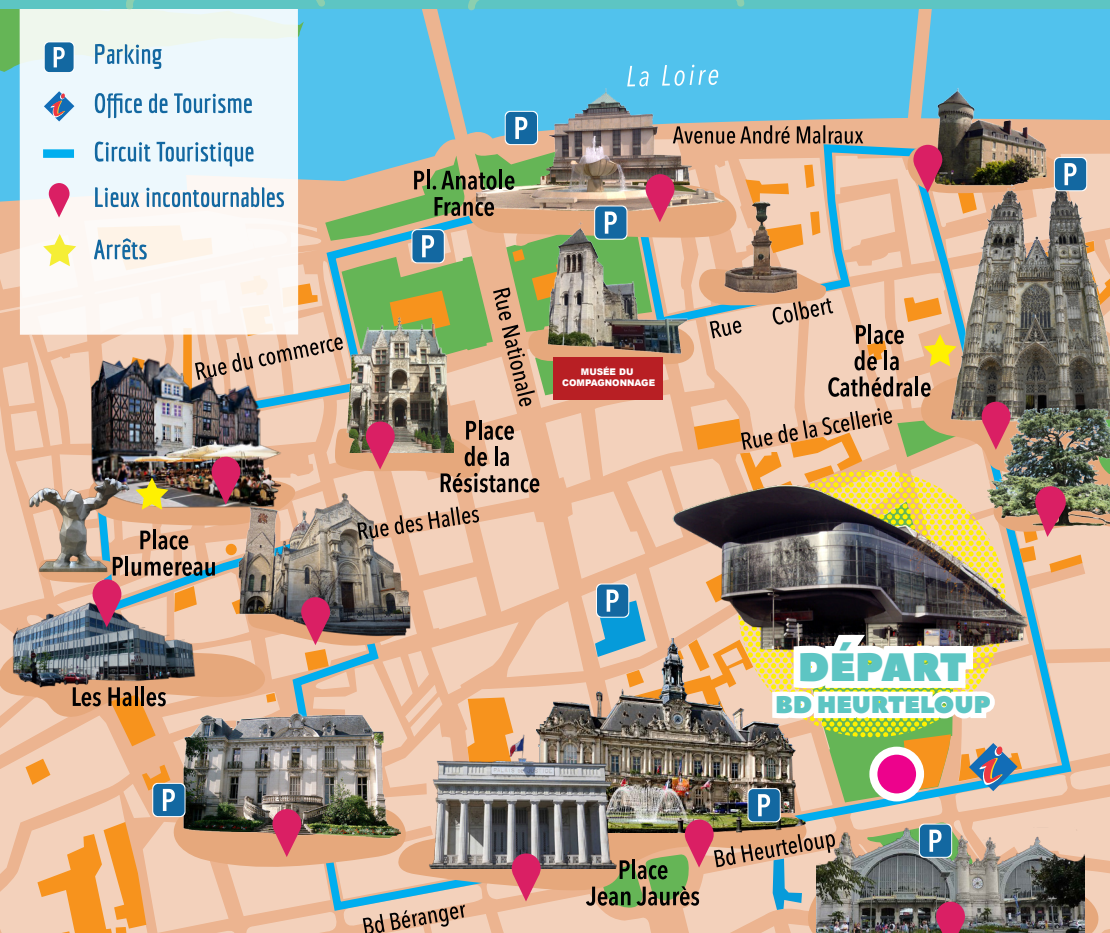 P Parking
i Office de Tourisme
Circuit Touristique
Lieux incontournables
Arrêts
La Loire
P
Avenue André Malraux
P
Pl. Anatole
France
P
P
Rue Nationale
Rue Colbert
Rue du commerce
MUSÉE DU
COMPAGNONNAGE
Place
de la
Cathédrale
Rue de la Scellerie
Place
de la
Résistance
Rue des Halles
Place
Plumereau
P
Les Halles
DÉPART
BD HEURTELOUP
i
P
P
P
Bd Heurteloup
Place
Jean Jaurès
Bd Béranger